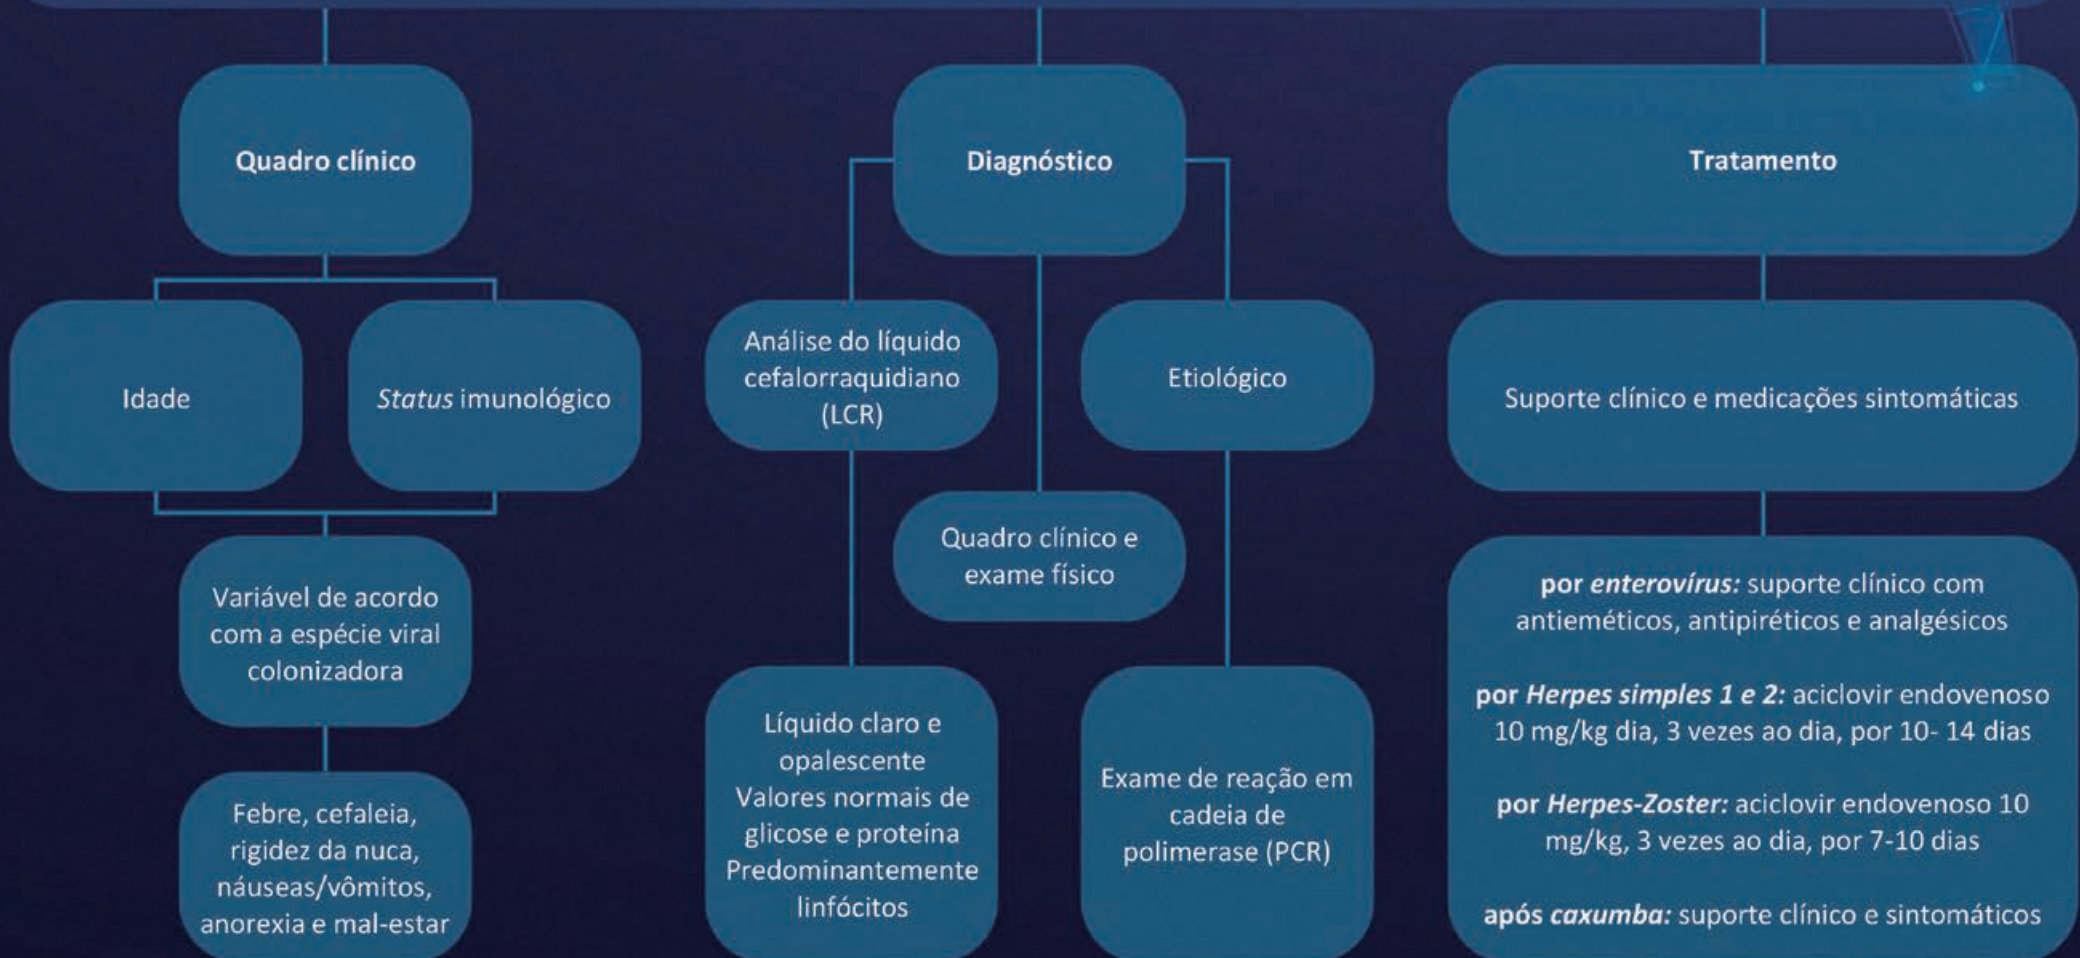 Quadro clínico
Idade
Status imunológico
Variável de acordo
com a espécie viral
colonizadora
Febre, cefaleia,
rigidez da nuca,
náuseas/vômitos,
anorexia e mal-estar
Diagnóstico
Análise do líquido
cefalorraquidiano
(LCR)
Etiológico
Quadro clínico e
exame físico
Líquido claro e
opalescente
Valores normais de
glicose e proteína
Predominantemente
linfócitos
Exame de reação em
cadeia de
polimerase (PCR)
Tratamento
Suporte clínico e medicações sintomáticas
por enterovírus: suporte clínico com
antieméticos, antipiréticos e analgésicos
por Herpes simples 1 e 2: aciclovir endovenoso
10 mg/kg dia, 3 vezes ao dia, por 10- 14 dias
por Herpes-Zoster: aciclovir endovenoso 10
mg/kg, 3 vezes ao dia, por 7-10 dias
após caxumba: suporte clínico e sintomáticos